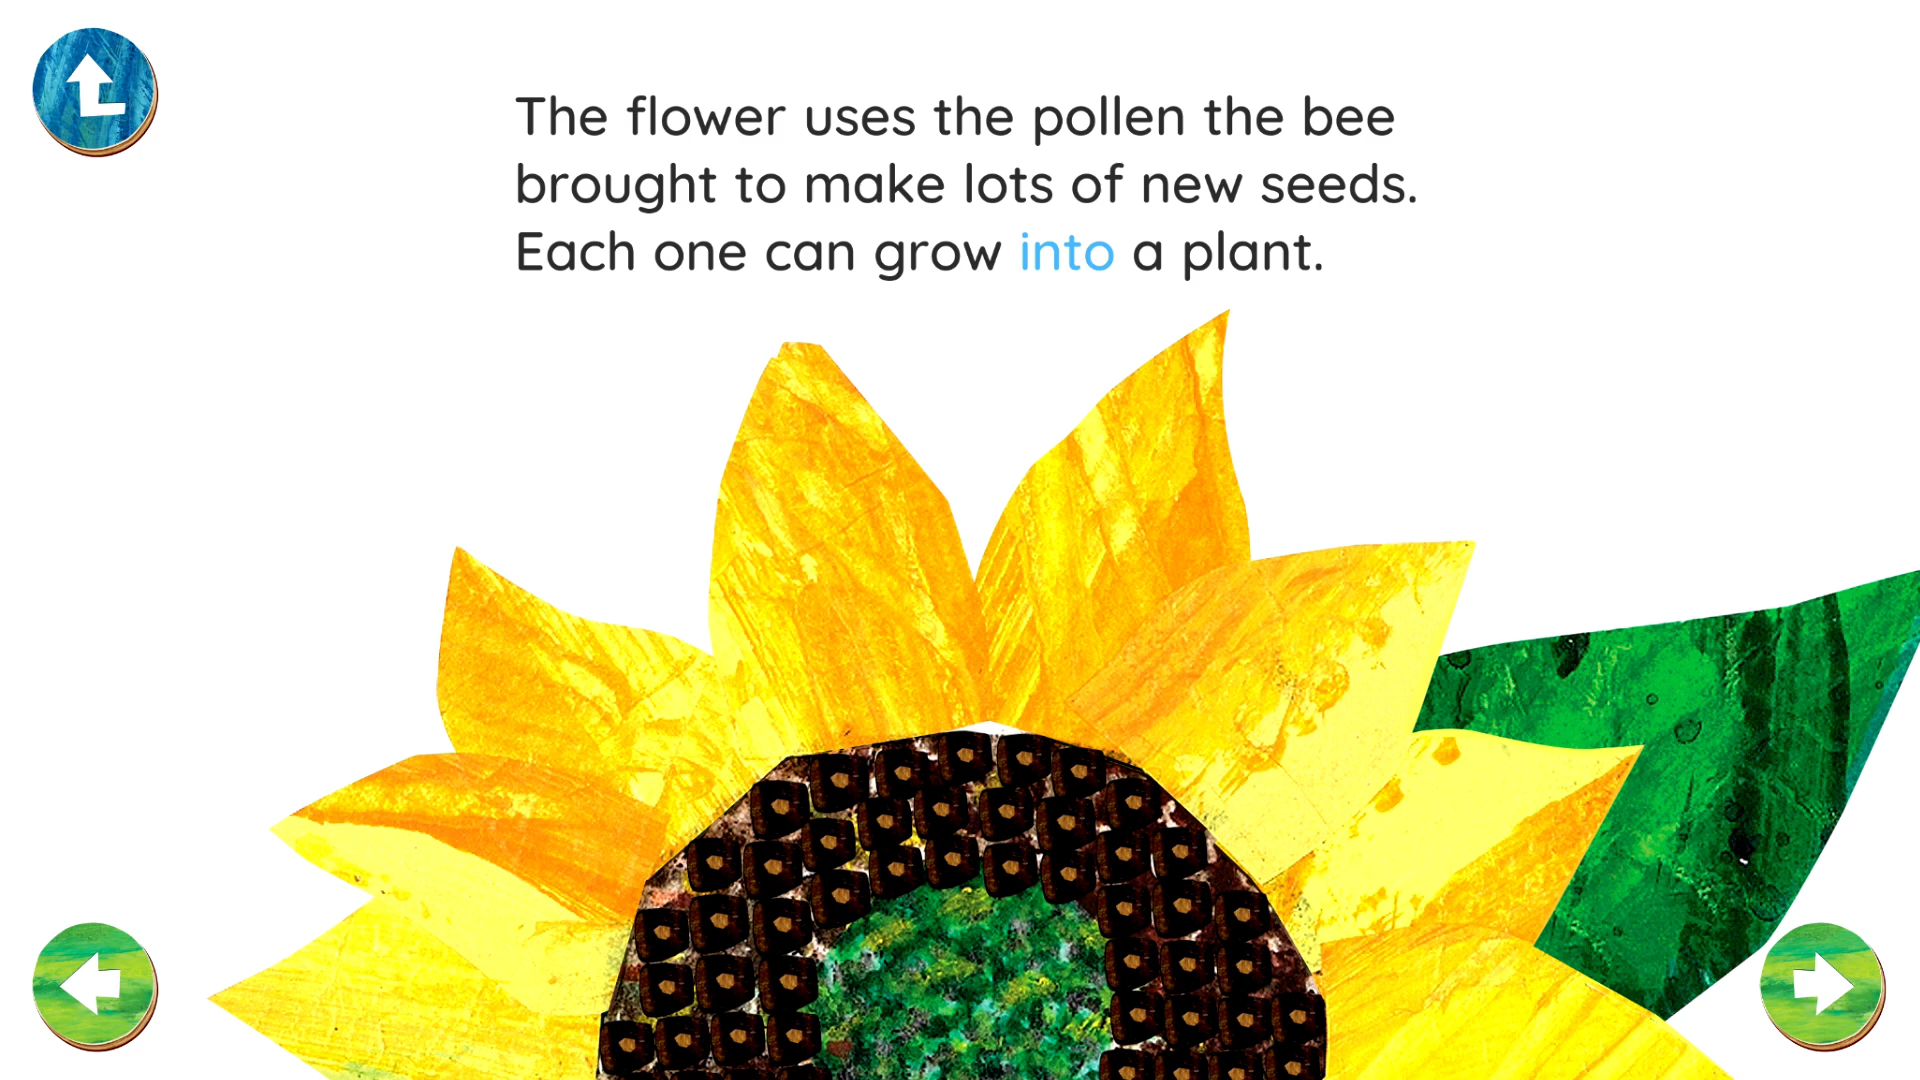 The flower uses the pollen the bee
brought to make lots of new seeds.
Each one can grow into a plant.